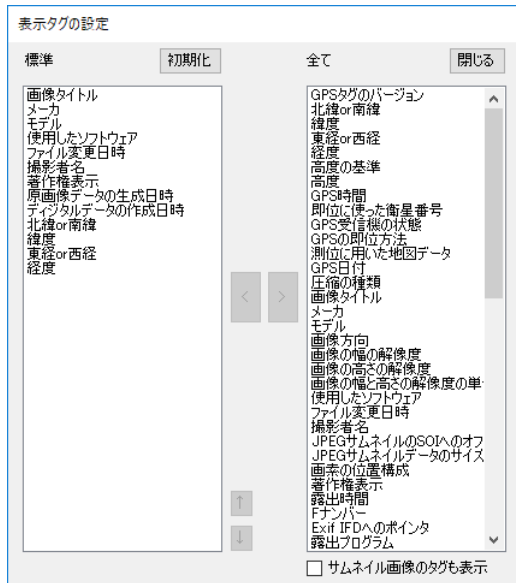 表示タグの設定
標準
初期化
画像タイトル
メーカ
モデル
使用したソフトウェア
ファイル変更日時
撮影者名
著作権表示
原画像データの生成日時
ディジタルデータの作成日時
北緯or南緯
緯度
東経or西経
経度
<
>
↑
↓
全て
閉じる
GPSタグのバージョン
北緯or南緯
緯度
東経or西経
経度
高度の基準
高度
GPS時間
即位に使った衛星番号
GPS受信機の状態
GPSの即位方法
測位に用いた地図データ
GPS日付
圧縮の種類
画像タイトル
メーカ
モデル
画像方向
画像の幅の解像度
画像の高さの解像度
画像の幅と高さの解像度の単
使用したソフトウェア
ファイル変更日時
撮影者名
JPEGサムネイルのSOIへのオフ
JPEGサムネイルデータのサイズ
画素の位置構成
著作権表示
露出時間
Fナンバー
Exif IFDへのポインタ
露出プログラム
サムネイル画像のタグも表示